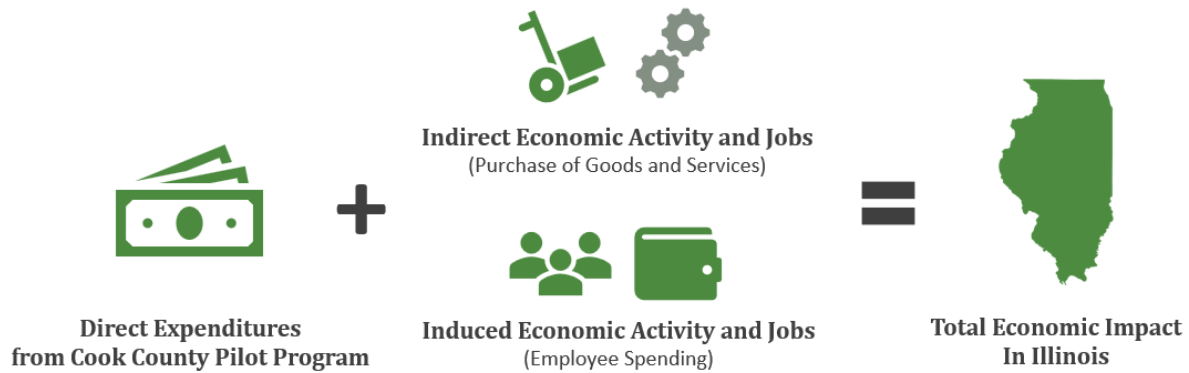 Direct Expenditures
from Cook County Pilot Program
+
Indirect Economic Activity and Jobs
(Purchase of Goods and Services)
Induced Economic Activity and Jobs
(Employee Spending)
=
Total Economic Impact
In Illinois